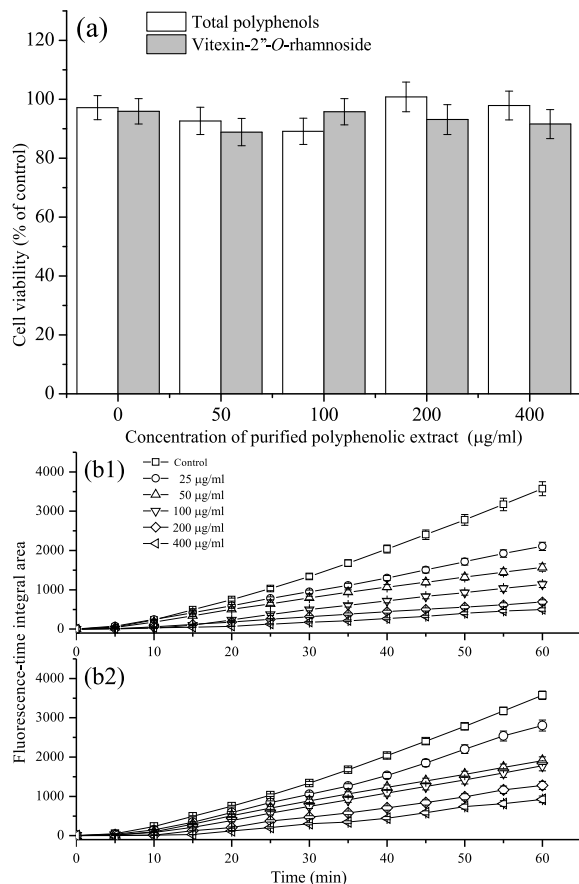 (a)
Total polyphenols
Vitexin-2”-O-rhamnoside
120
100
80
60
40
20
0
Cell viability (% of control)
0 50 100 200 400
Concentration of purified polyphenolic extract (μg/ml)
(b1)
Control
25 μg/ml
50 μg/ml
100 μg/ml
200 μg/ml
400 μg/ml
4000
3000
2000
1000
0
0 10 20 30 40 50 60
Fluorescence-time integral area
(b2)
4000
3000
2000
1000
0
0 10 20 30 40 50 60
Time (min)